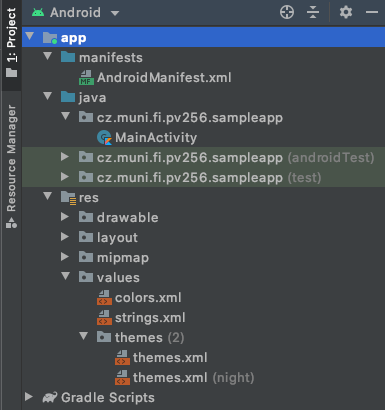 1: Project
Resource Manager
Android
app
manifests
AndroidManifest.xml
java
cz.muni.fi.pv256.sampleapp
MainActivity
cz.muni.fi.pv256.sampleapp (androidTest)
cz.muni.fi.pv256.sampleapp (test)
res
drawable
layout
mipmap
values
colors.xml
strings.xml
themes (2)
themes.xml
themes.xml (night)
Gradle Scripts